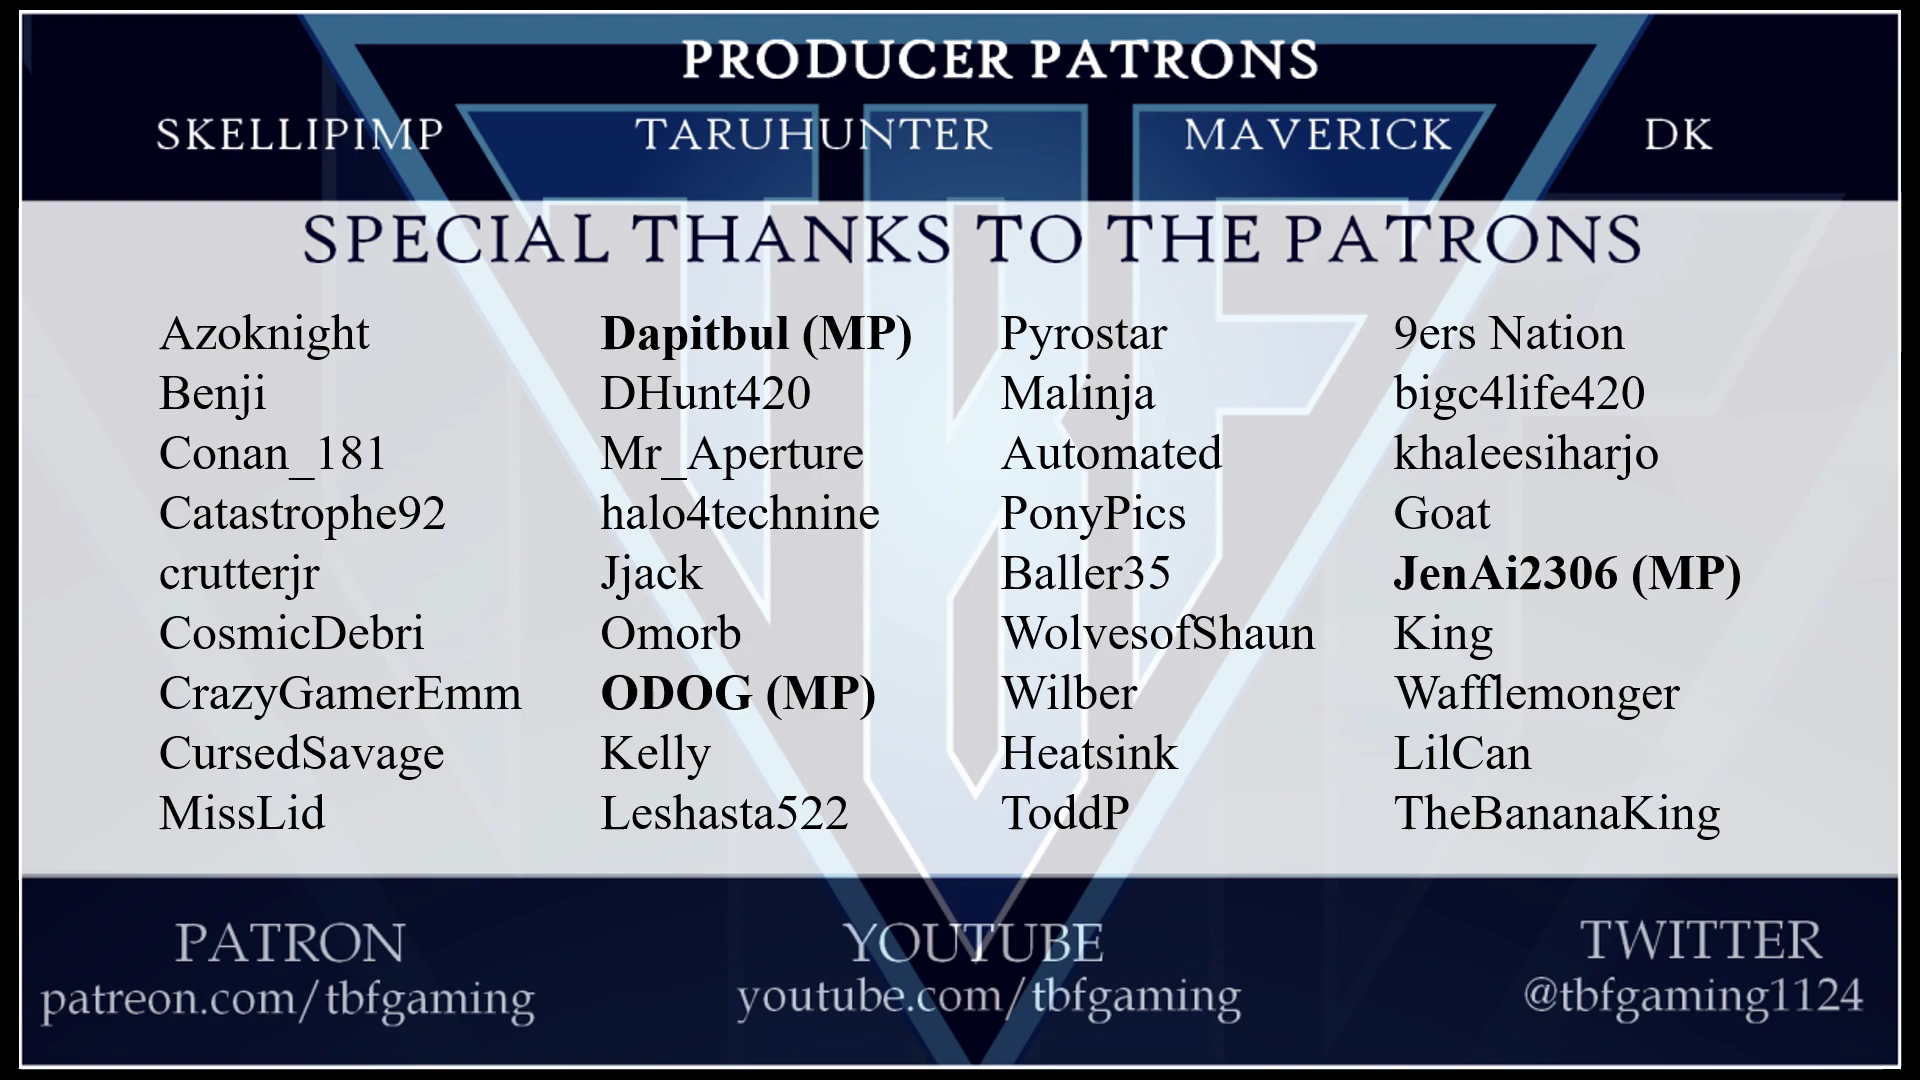 PRODUCER PATRONS
SKELLIPIMP TARUHUNTER MAVERICK DK
SPECIAL THANKS TO THE PATRONS
Azoknight Dapitbul (MP) Pyrostar 9ers Nation
Benji DHunt420 Malinja bigc4life420
Conan_181 Mr_Aperture Automated khaleesiharjo
Catastrophe92 halo4technine PonyPics Goat
crutterjr Jjack Baller35 JenAi2306 (MP)
CosmicDebri Omorb WolvesofShaun King
CrazyGamerEmm ODOG (MP) Wilber Wafflemonger
CursedSavage Kelly Heatsink LilCan
MissLid Leshasta522 ToddP TheBananaKing
PATRON YOUTUBE TWITTER
patreon.com/tbfgaming youtube.com/tbfgaming @tbfgaming1124
TBF